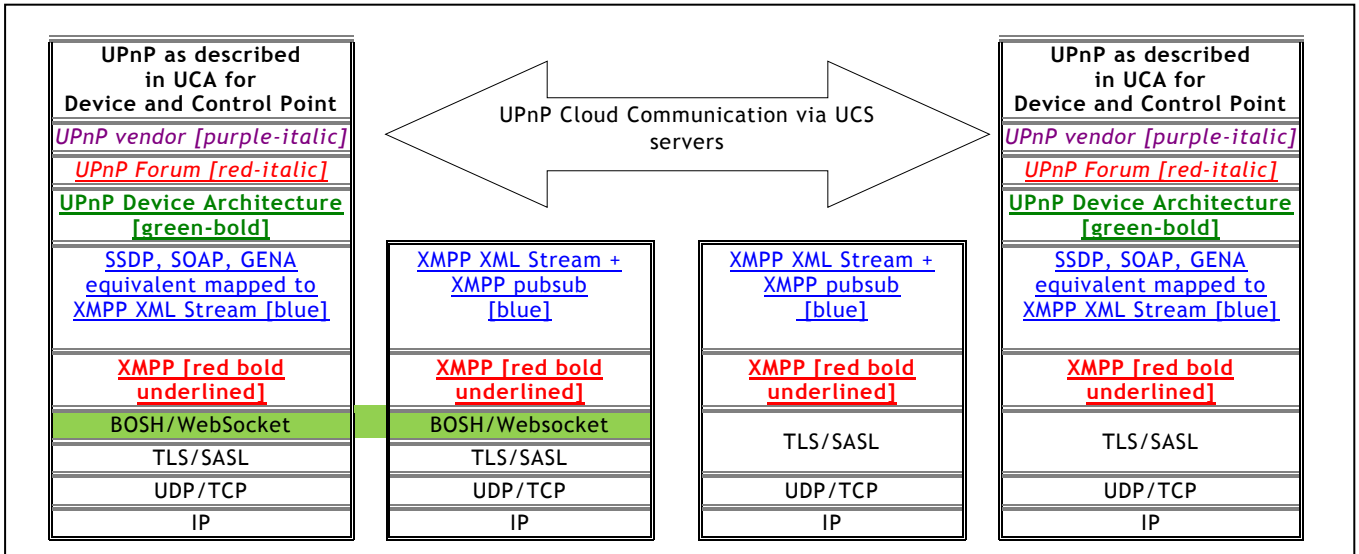 UPnP as described
in UCA for
Device and Control Point
UPnP vendor [purple-italic]
UPnP Forum [red-italic]
UPnP Device Architecture
[green-bold]
SSDP, SOAP, GENA
equivalent mapped to
XMPP XML Stream [blue]
XMPP [red bold
underlined]
BOSH/WebSocket
TLS/SASL
UDP/TCP
IP
UPnP Cloud Communication via UCS
servers
XMPP XML Stream +
XMPP pubsub
[blue]
XMPP [red bold
underlined]
BOSH/Websocket
TLS/SASL
UDP/TCP
IP
XMPP XML Stream +
XMPP pubsub
[blue]
XMPP [red bold
underlined]
TLS/SASL
UDP/TCP
IP
UPnP as described
in UCA for
Device and Control Point
UPnP vendor [purple-italic]
UPnP Forum [red-italic]
UPnP Device Architecture
[green-bold]
SSDP, SOAP, GENA
equivalent mapped to
XMPP XML Stream [blue]
XMPP [red bold
underlined]
TLS/SASL
UDP/TCP
IP